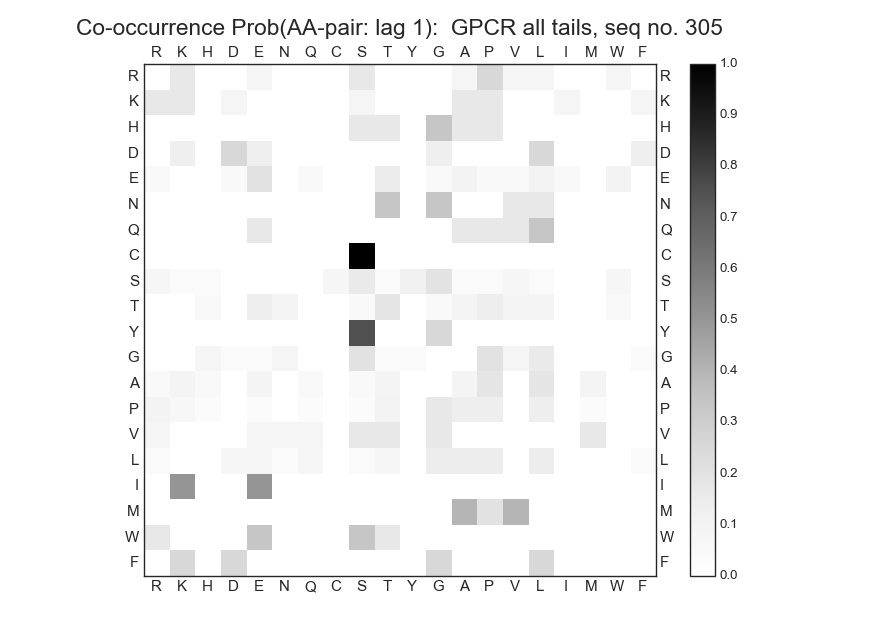 Co-occurrence Prob(AA-pair: lag 1):  GPCR all tails, seq no. 305
R K H D E N Q C S T Y G A P V L I M W F
1.0
R R
K K
0.9
H H
D D
0.8
E E
N N
0.7
Q Q
C C
0.6
S S
T T
0.5
Y Y
G G
0.4
A A
P P
0.3
V V
L L
0.2
I I
M M
0.1
W W
F F
0.0
R K H D E N Q C S T Y G A P V L I M W F